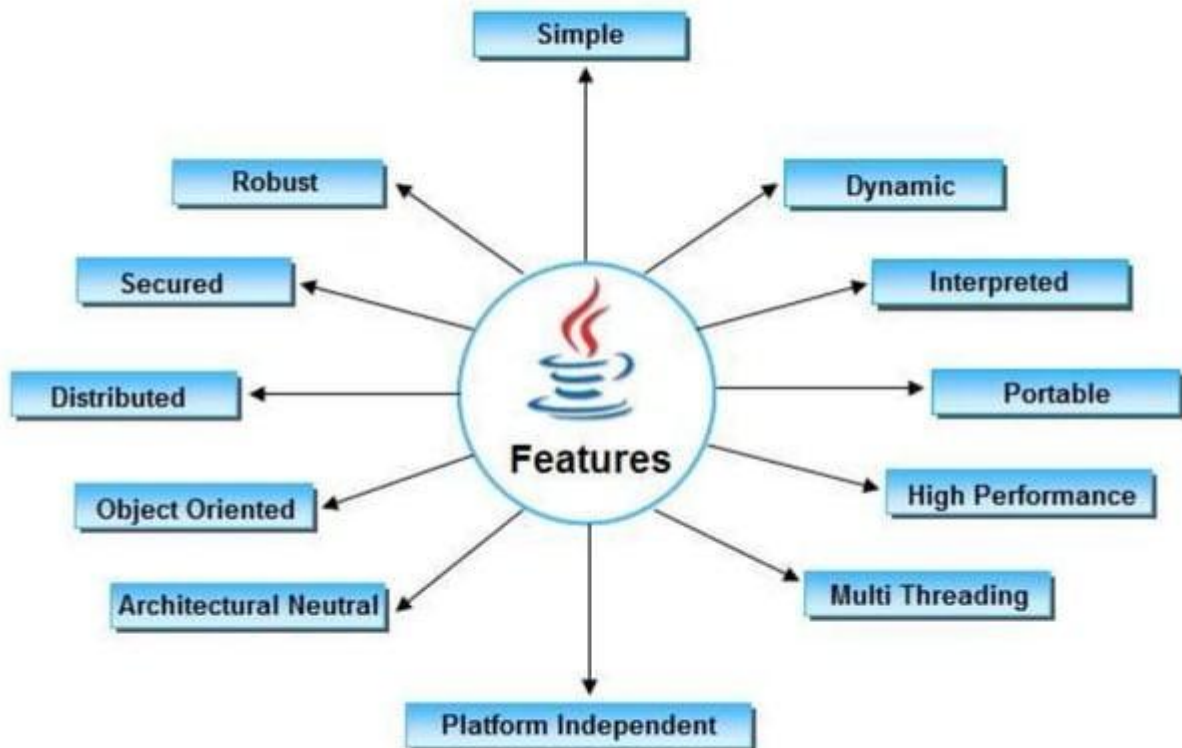 Simple
Robust
Dynamic
Secured
Interpreted
Distributed
Portable
Features
Object Oriented
High Performance
Architectural Neutral
Multi Threading
Platform Independent